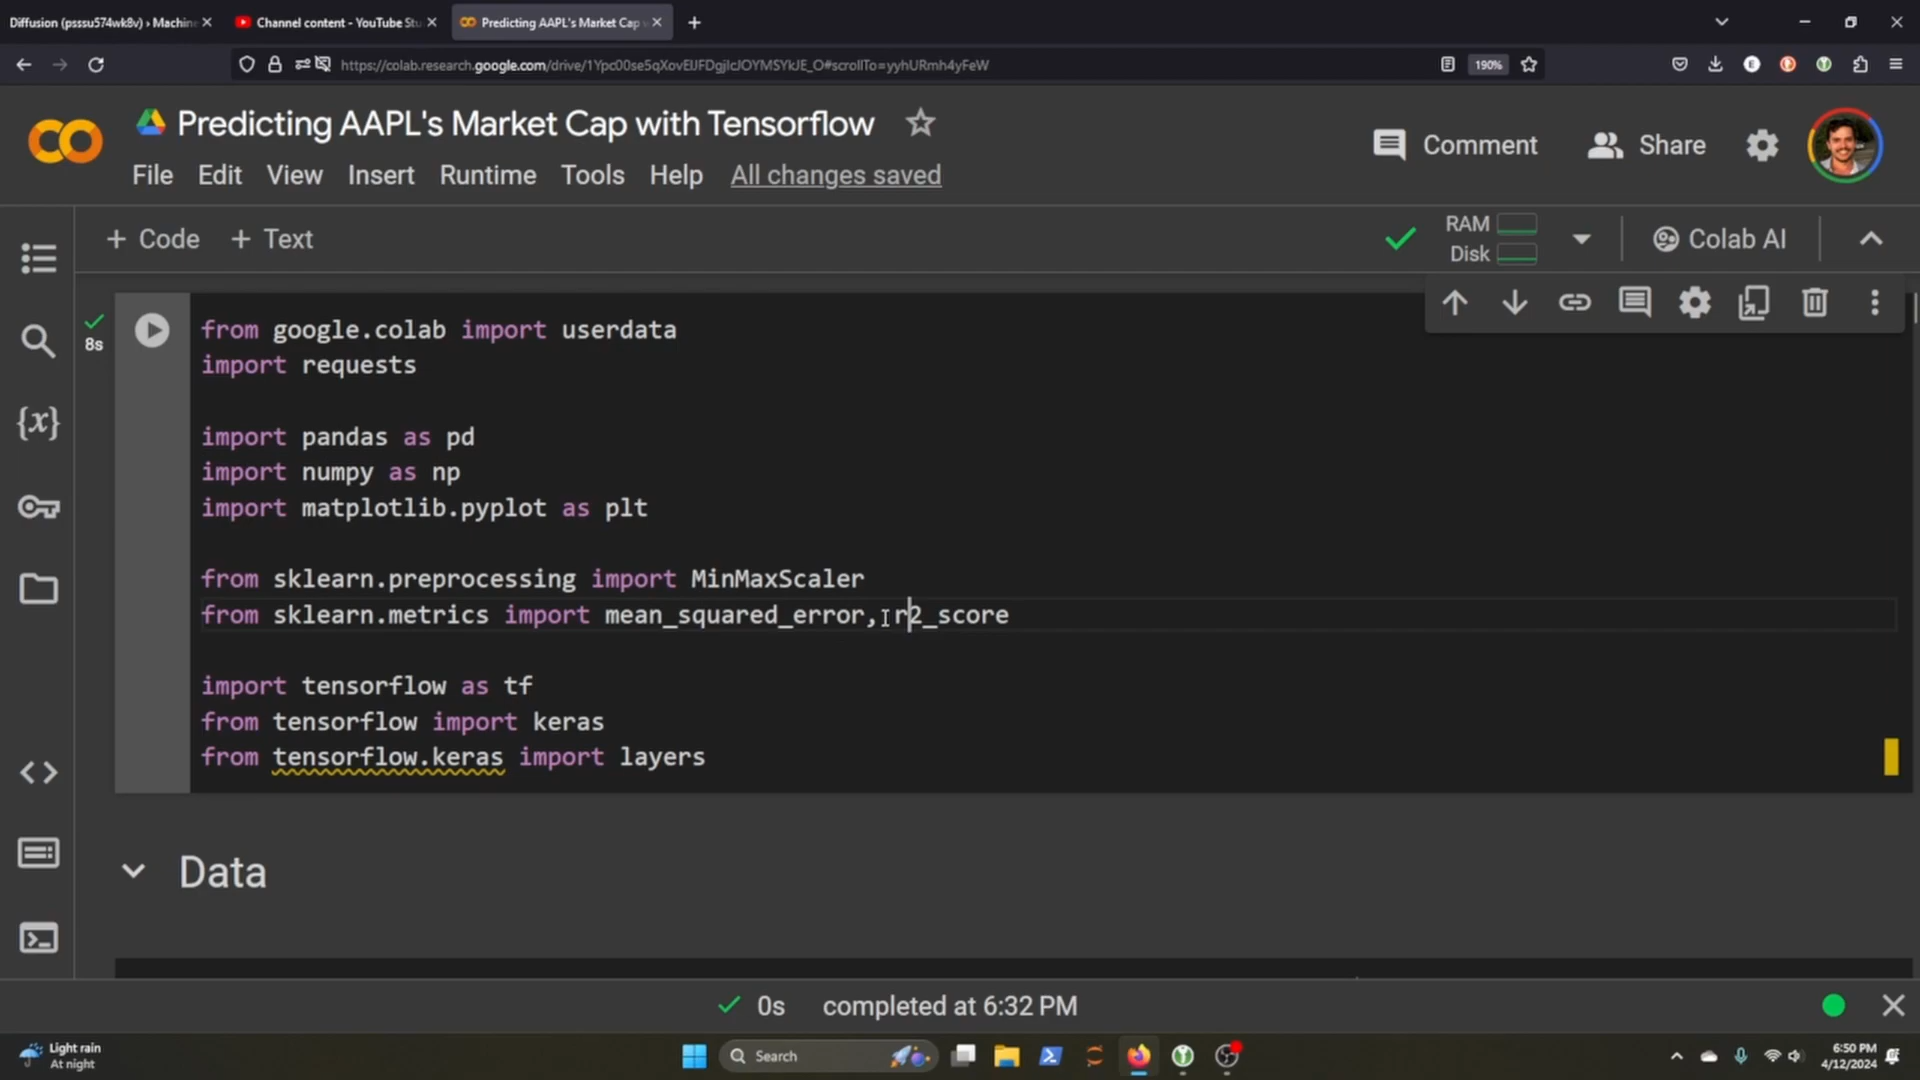 Diffusion (psssu574wk8v) › Machine
Channel content - YouTube Stu
Predicting AAPL's Market Cap w
190%
Predicting AAPL's Market Cap with Tensorflow
Comment
Share
File Edit View Insert Runtime Tools Help All changes saved
+ Code + Text
RAM
Disk
Colab AI
8s
from google.colab import userdata
import requests
import pandas as pd
import numpy as np
import matplotlib.pyplot as plt
from sklearn.preprocessing import MinMaxScaler
from sklearn.metrics import mean_squared_error, r2_score
import tensorflow as tf
from tensorflow import keras
from tensorflow.keras import layers
{x}
Data
0s completed at 6:32 PM
Light rain
At night
Search
6:50 PM
4/12/2024